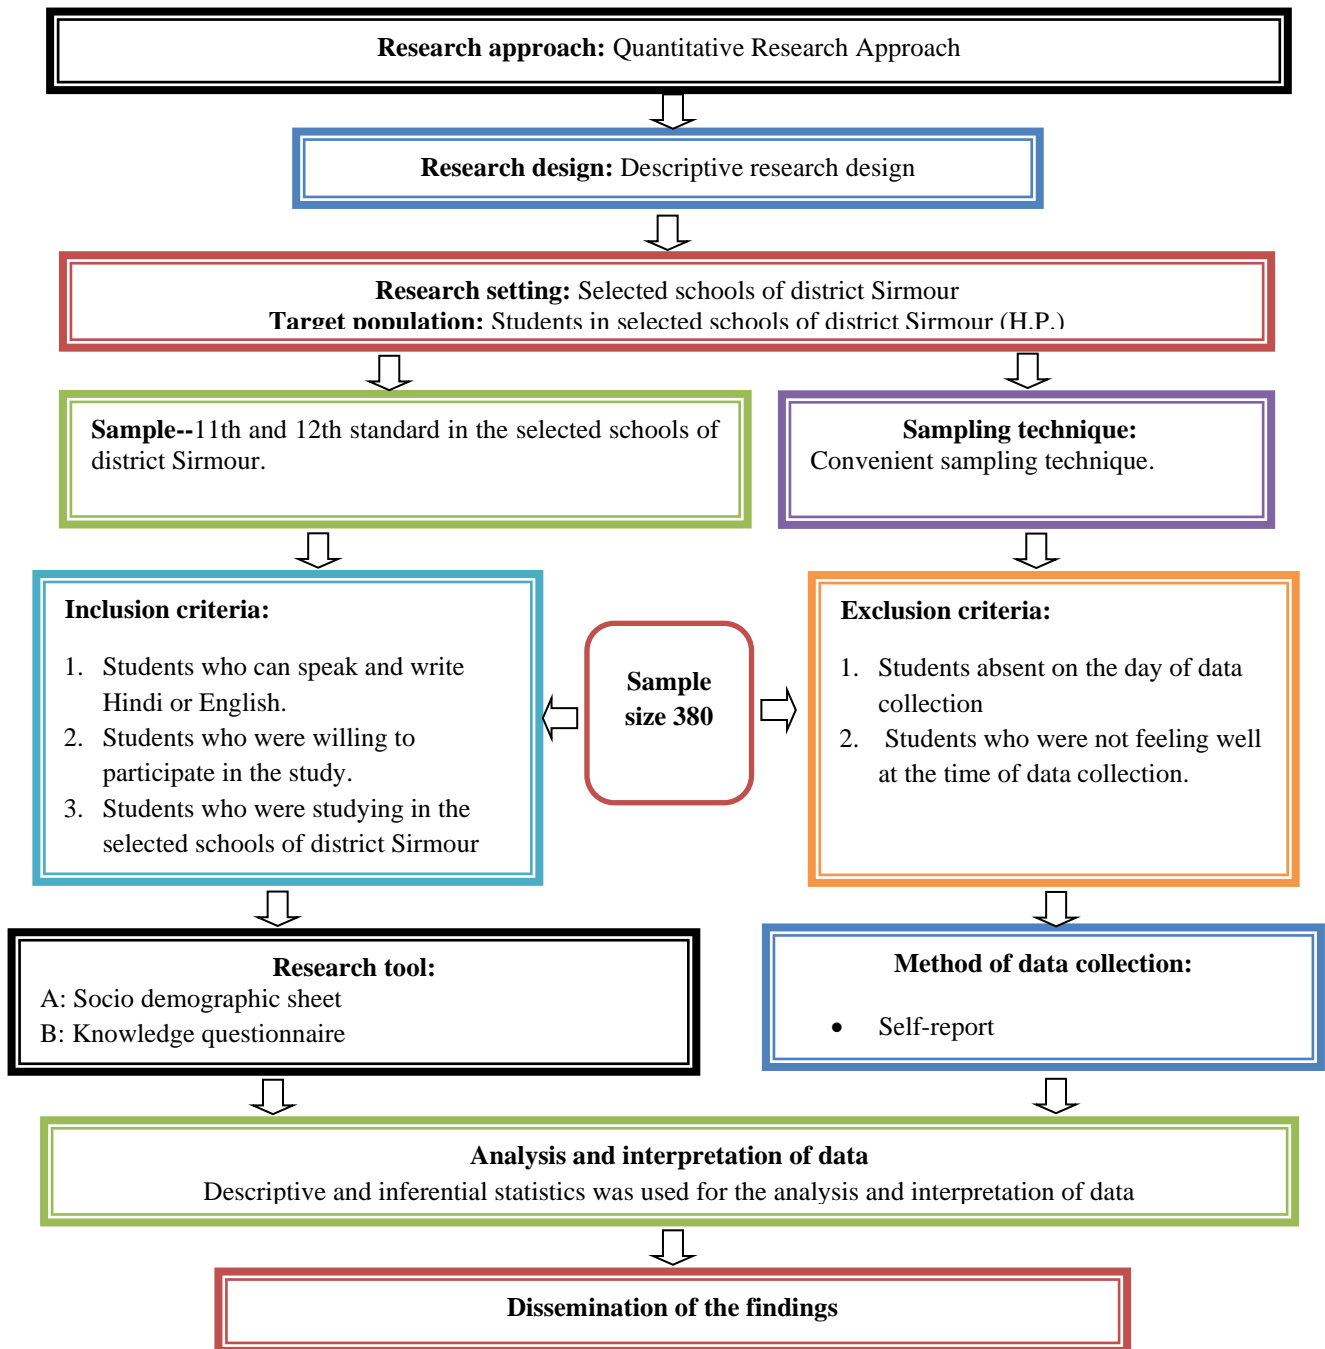 Research approach: Quantitative Research Approach
Research design: Descriptive research design
Research setting: Selected schools of district Sirmour
Target population: Students in selected schools of district Sirmour (H.P.)
Sample--11th and 12th standard in the selected schools of
district Sirmour.
Sampling technique:
Convenient sampling technique.
Inclusion criteria:
1. Students who can speak and write
Hindi or English.
2. Students who were willing to
participate in the study.
3. Students who were studying in the
selected schools of district Sirmour
Sample
size 380
Exclusion criteria:
1. Students absent on the day of data
collection
2. Students who were not feeling well
at the time of data collection.
Research tool:
A: Socio demographic sheet
B: Knowledge questionnaire
Method of data collection:
• Self-report
Analysis and interpretation of data
Descriptive and inferential statistics was used for the analysis and interpretation of data
Dissemination of the findings